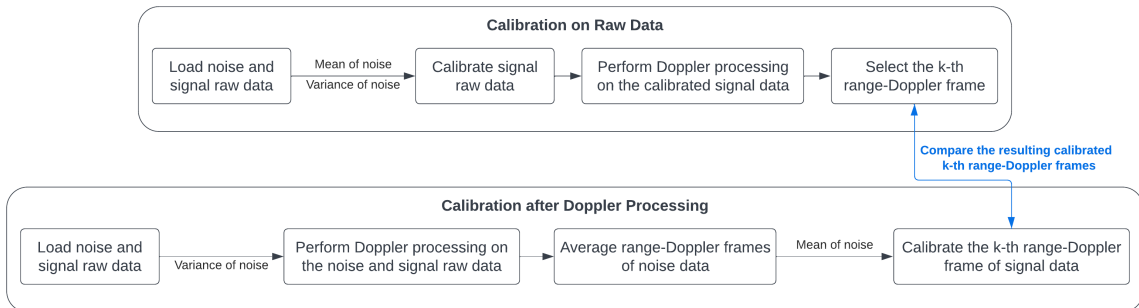 Calibration on Raw Data
Load noise and
signal raw data
Mean of noise
Variance of noise
Calibrate signal
raw data
Perform Doppler processing
on the calibrated signal data
Select the k-th
range-Doppler frame
Compare the resulting calibrated
k-th range-Doppler frames
Calibration after Doppler Processing
Load noise and
signal raw data
Variance of noise
Perform Doppler processing on
the noise and signal raw data
Average range-Doppler frames
of noise data
Mean of noise
Calibrate the k-th range-Doppler
frame of signal data